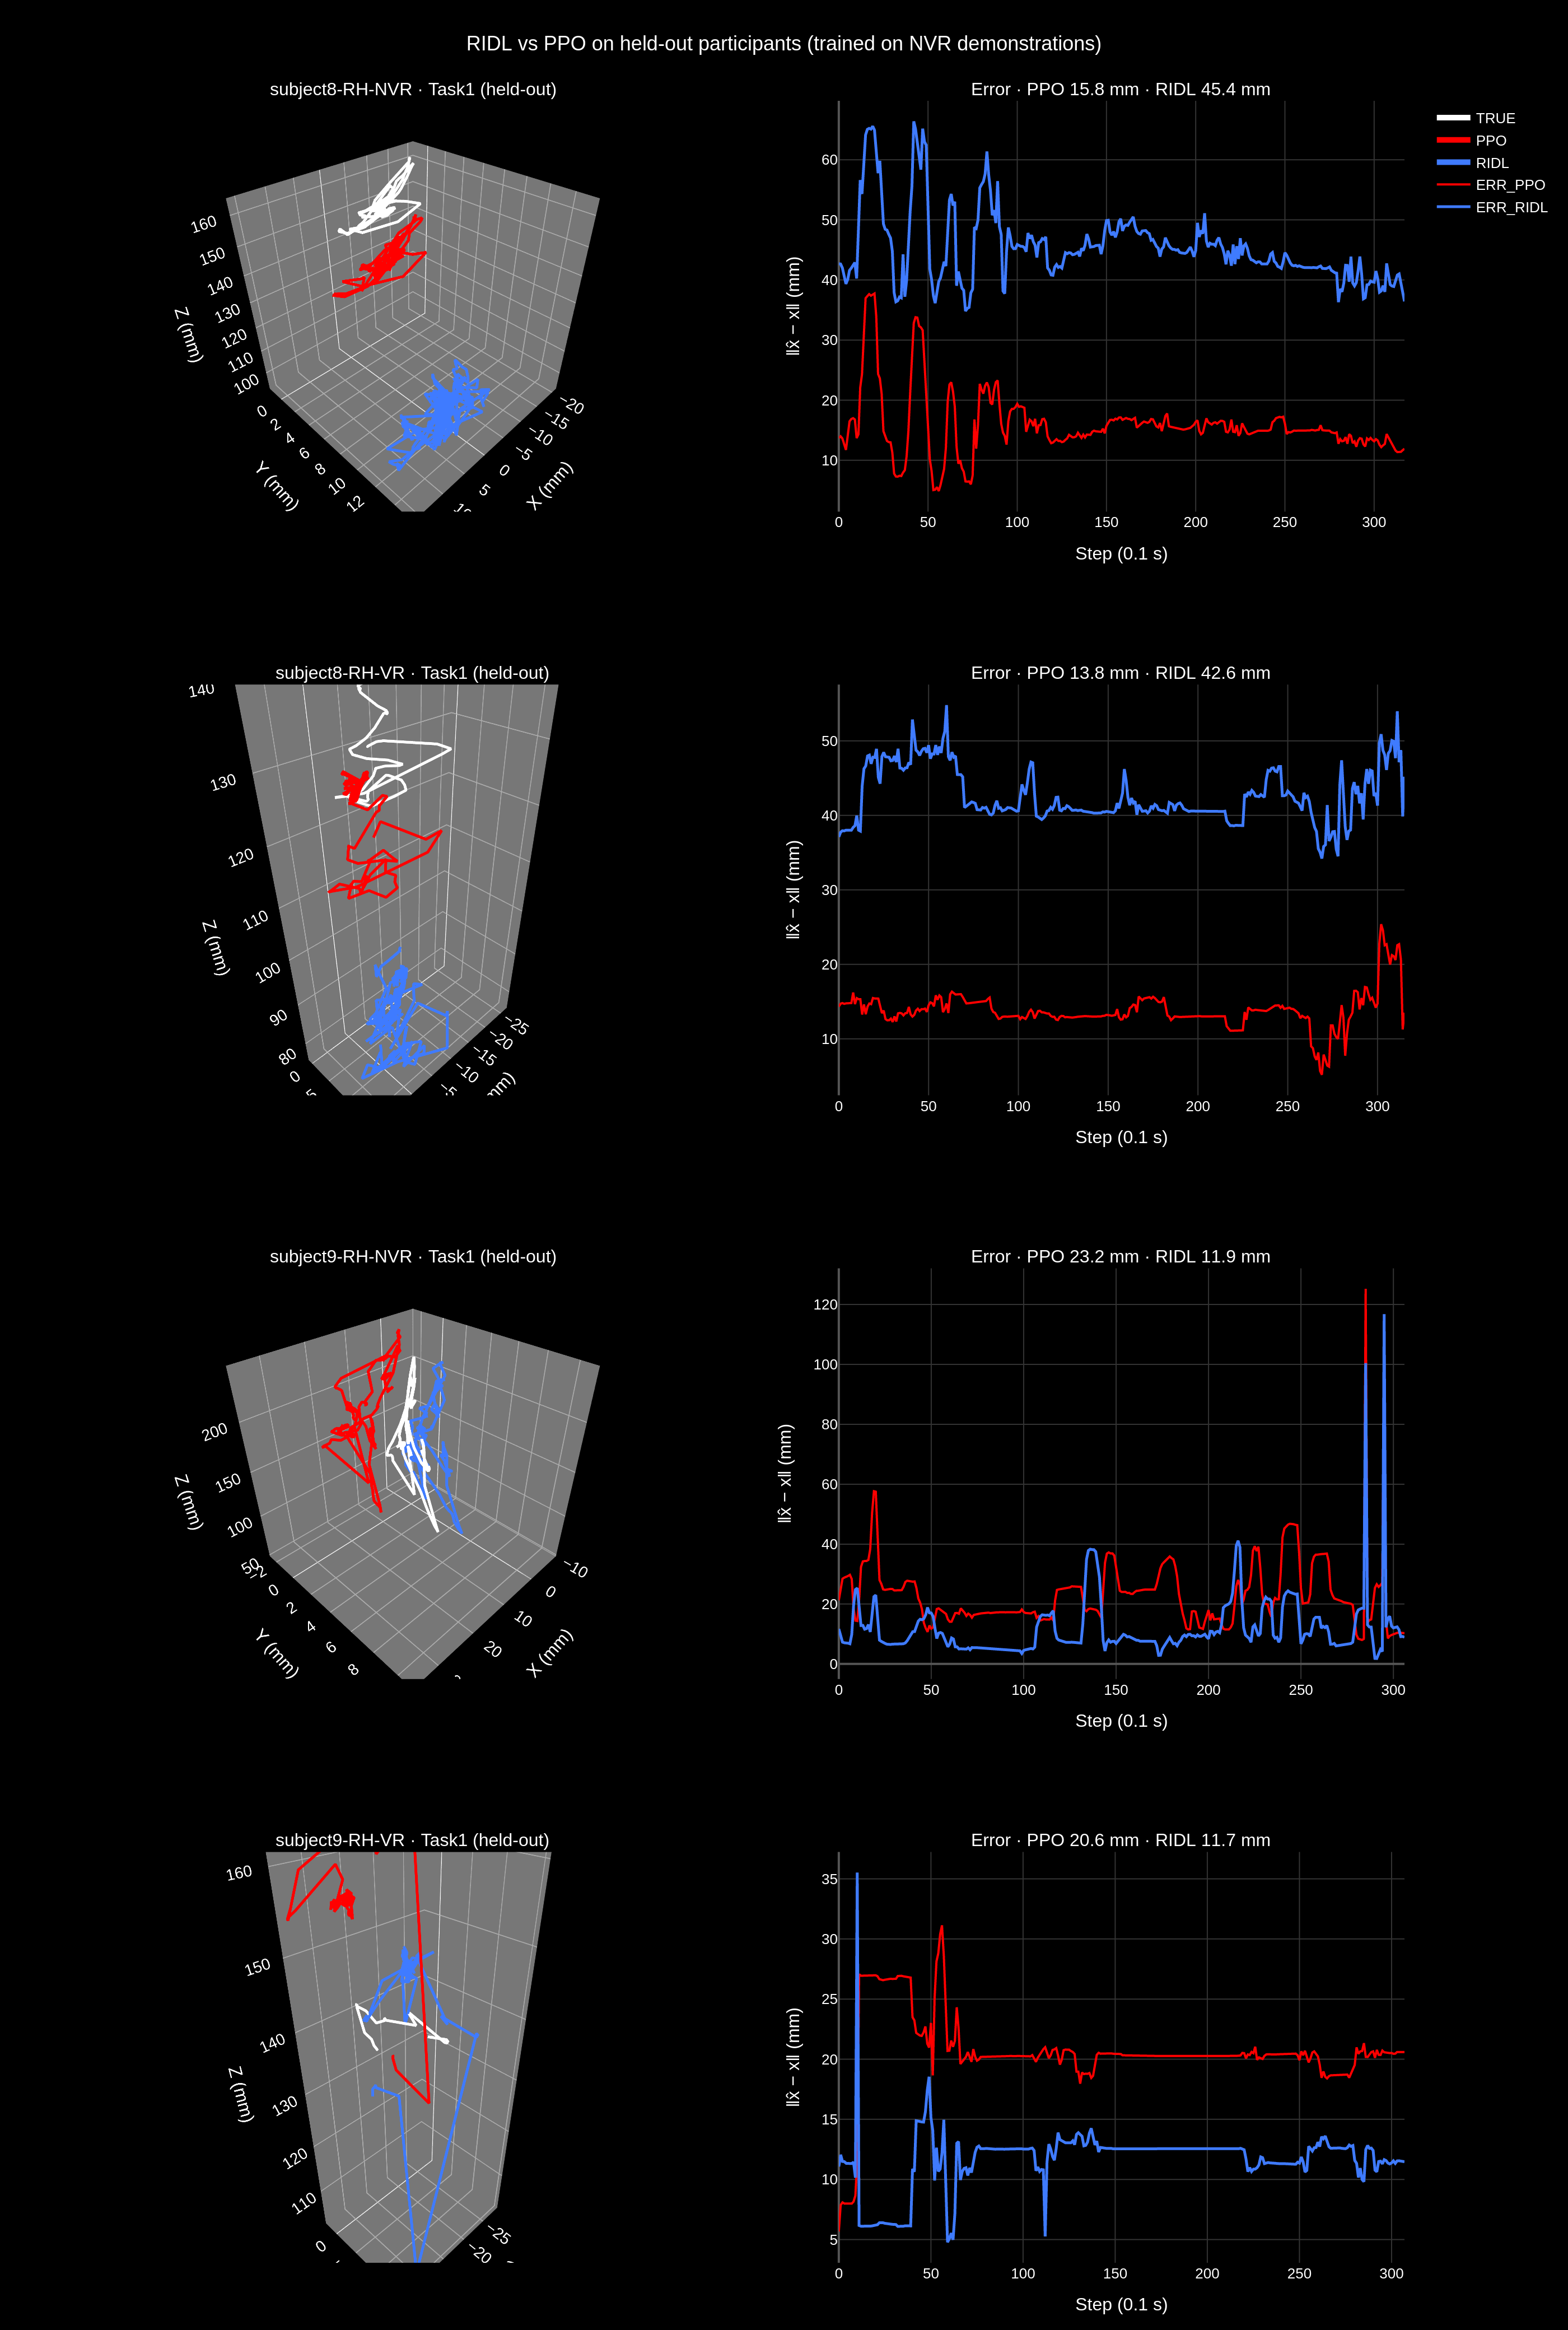 RIDL vs PPO on held-out participants (trained on NVR demonstrations)
subject8-RH-NVR · Task1 (held-out)
160
150
140
130
120
110
100
Z (mm)
0
2
4
6
8
10
12
Y (mm)
−20
−15
−10
−5
0
5
X (mm)
Error · PPO 15.8 mm · RIDL 45.4 mm
60
50
40
30
20
10
‖x̂ − x‖ (mm)
0 50 100 150 200 250 300
Step (0.1 s)
TRUE
PPO
RIDL
ERR_PPO
ERR_RIDL
subject8-RH-VR · Task1 (held-out)
140
130
120
110
100
90
80
Z (mm)
0
−25
−20
−15
−10
mm)
Error · PPO 13.8 mm · RIDL 42.6 mm
50
40
30
20
10
‖x̂ − x‖ (mm)
0 50 100 150 200 250 300
Step (0.1 s)
subject9-RH-NVR · Task1 (held-out)
200
150
100
50
Z (mm)
−2
0
2
4
6
8
Y (mm)
−10
0
10
20
X (mm)
Error · PPO 23.2 mm · RIDL 11.9 mm
120
100
80
60
40
20
0
‖x̂ − x‖ (mm)
0 50 100 150 200 250 300
Step (0.1 s)
subject9-RH-VR · Task1 (held-out)
160
150
140
130
120
110
Z (mm)
0
−25
−20
Error · PPO 20.6 mm · RIDL 11.7 mm
35
30
25
20
15
10
5
‖x̂ − x‖ (mm)
0 50 100 150 200 250 300
Step (0.1 s)